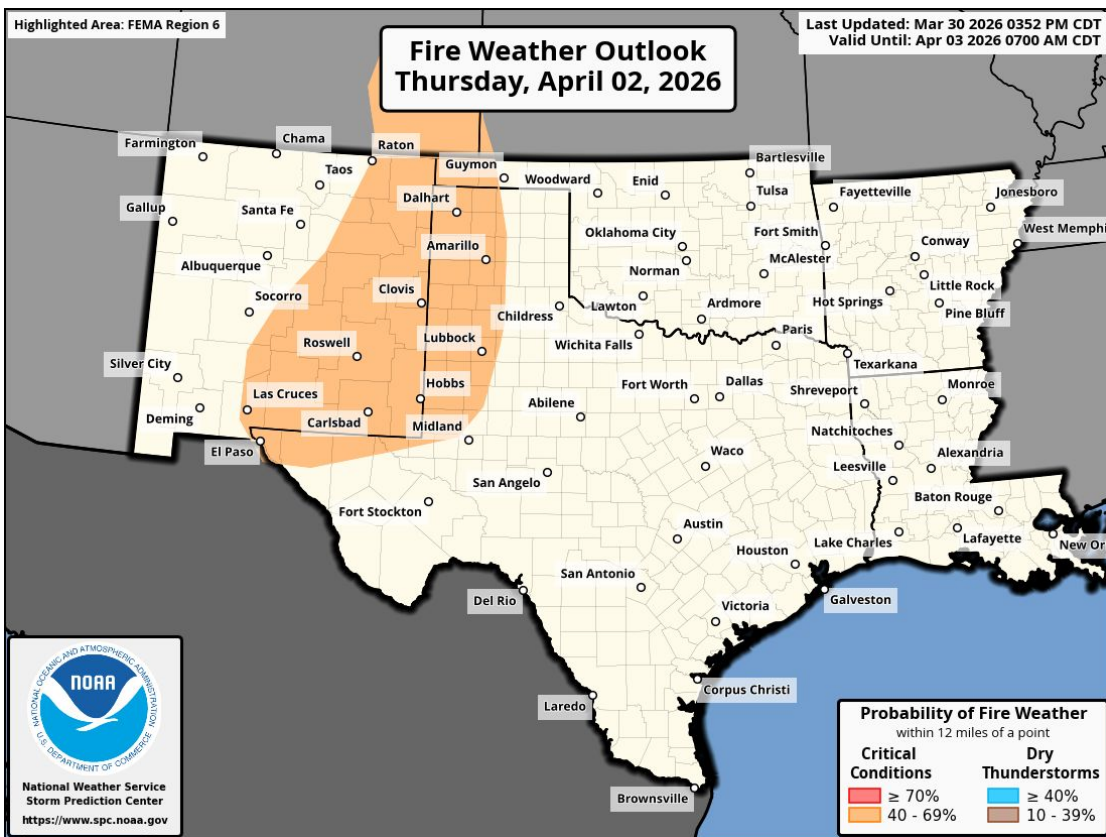 Highlighted Area: FEMA Region 6
Last Updated: Mar 30 2026 0352 PM CDT
Valid Until: Apr 03 2026 0700 AM CDT
Fire Weather Outlook
Thursday, April 02, 2026
Farmington
Chama
Raton
Taos
Guymon
Woodward
Enid
Bartlesville
Tulsa
Fayetteville
Jonesboro
Gallup
Santa Fe
Dalhart
Oklahoma City
Fort Smith
West Memphi
Albuquerque
Amarillo
Norman
McAlester
Conway
Little Rock
Socorro
Clovis
Childress
Lawton
Ardmore
Hot Springs
Pine Bluff
Roswell
Lubbock
Wichita Falls
Paris
Texarkana
Silver City
Las Cruces
Hobbs
Fort Worth
Dallas
Shreveport
Monroe
Deming
Carlsbad
Midland
Abilene
Natchitoches
El Paso
Waco
Leesville
Alexandria
San Angelo
Fort Stockton
Austin
Baton Rouge
Houston
Lake Charles
Lafayette
New Or
San Antonio
Del Rio
Victoria
Galveston
Laredo
Corpus Christi
Brownsville
NATIONAL OCEANIC AND ATMOSPHERIC ADMINISTRATION
NOAA
U.S. DEPARTMENT OF COMMERCE
National Weather Service
Storm Prediction Center
https://www.spc.noaa.gov
Probability of Fire Weather
within 12 miles of a point
Critical Conditions
≥ 70%
40 - 69%
Dry Thunderstorms
≥ 40%
10 - 39%